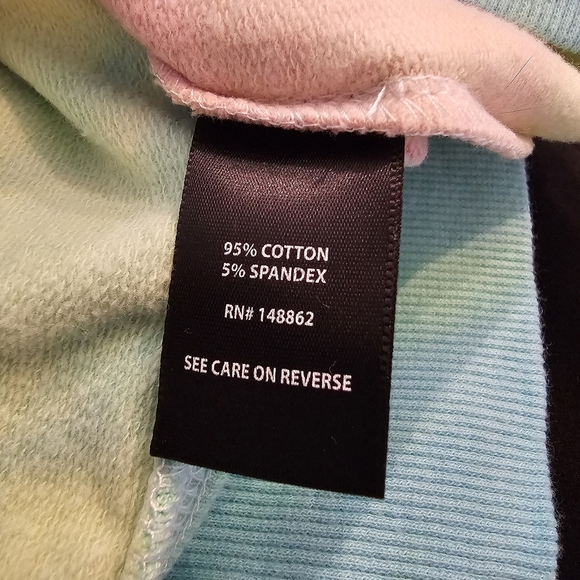 95% COTTON
5% SPANDEX
RN# 148862
SEE CARE ON REVERSE